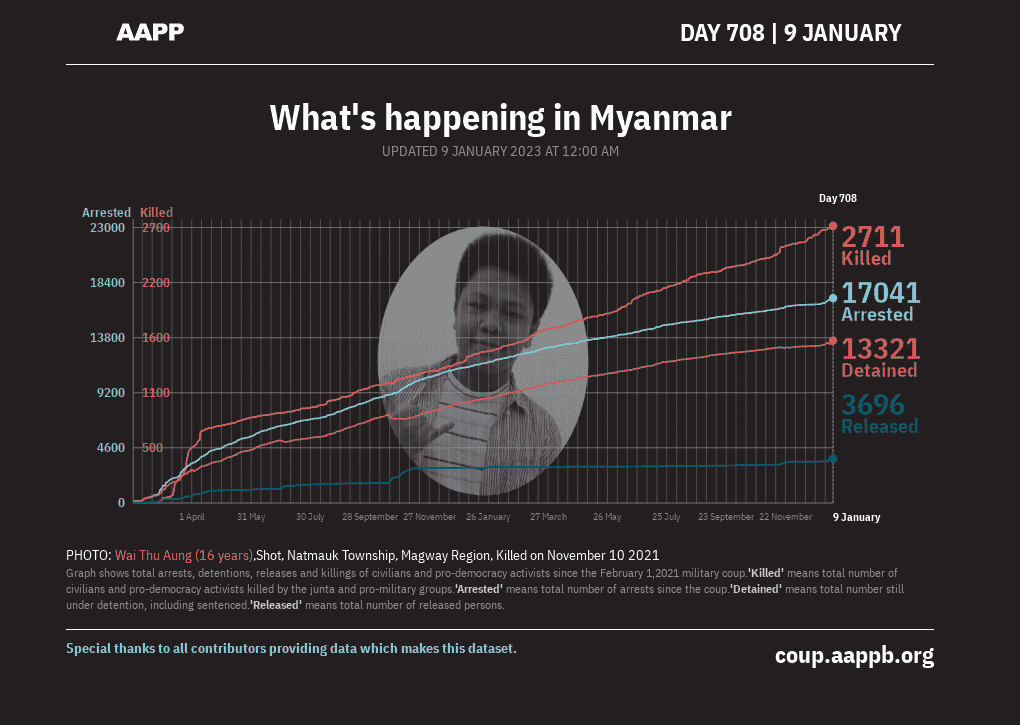 AAPP
DAY 708 | 9 JANUARY
What's happening in Myanmar
UPDATED 9 JANUARY 2023 AT 12:00 AM
Day 708
Arrested Killed
23000 2700
18400 2200
13800 1600
9200 1100
4600 500
0
2711
Killed
17041
Arrested
13321
Detained
3696
Released
1 April 31 May 30 July 28 September 27 November 26 January 27 March 26 May 25 July 23 September 22 November 9 January
PHOTO: Wai Thu Aung (16 years),Shot, Natmauk Township, Magway Region, Killed on November 10 2021
Graph shows total arrests, detentions, releases and killings of civilians and pro-democracy activists since the February 1,2021 military coup.'Killed' means total number of
civilians and pro-democracy activists killed by the junta and pro-military groups.'Arrested' means total number of arrests since the coup.'Detained' means total number still
under detention, including sentenced.'Released' means total number of released persons.
Special thanks to all contributors providing data which makes this dataset.
coup.aappb.org